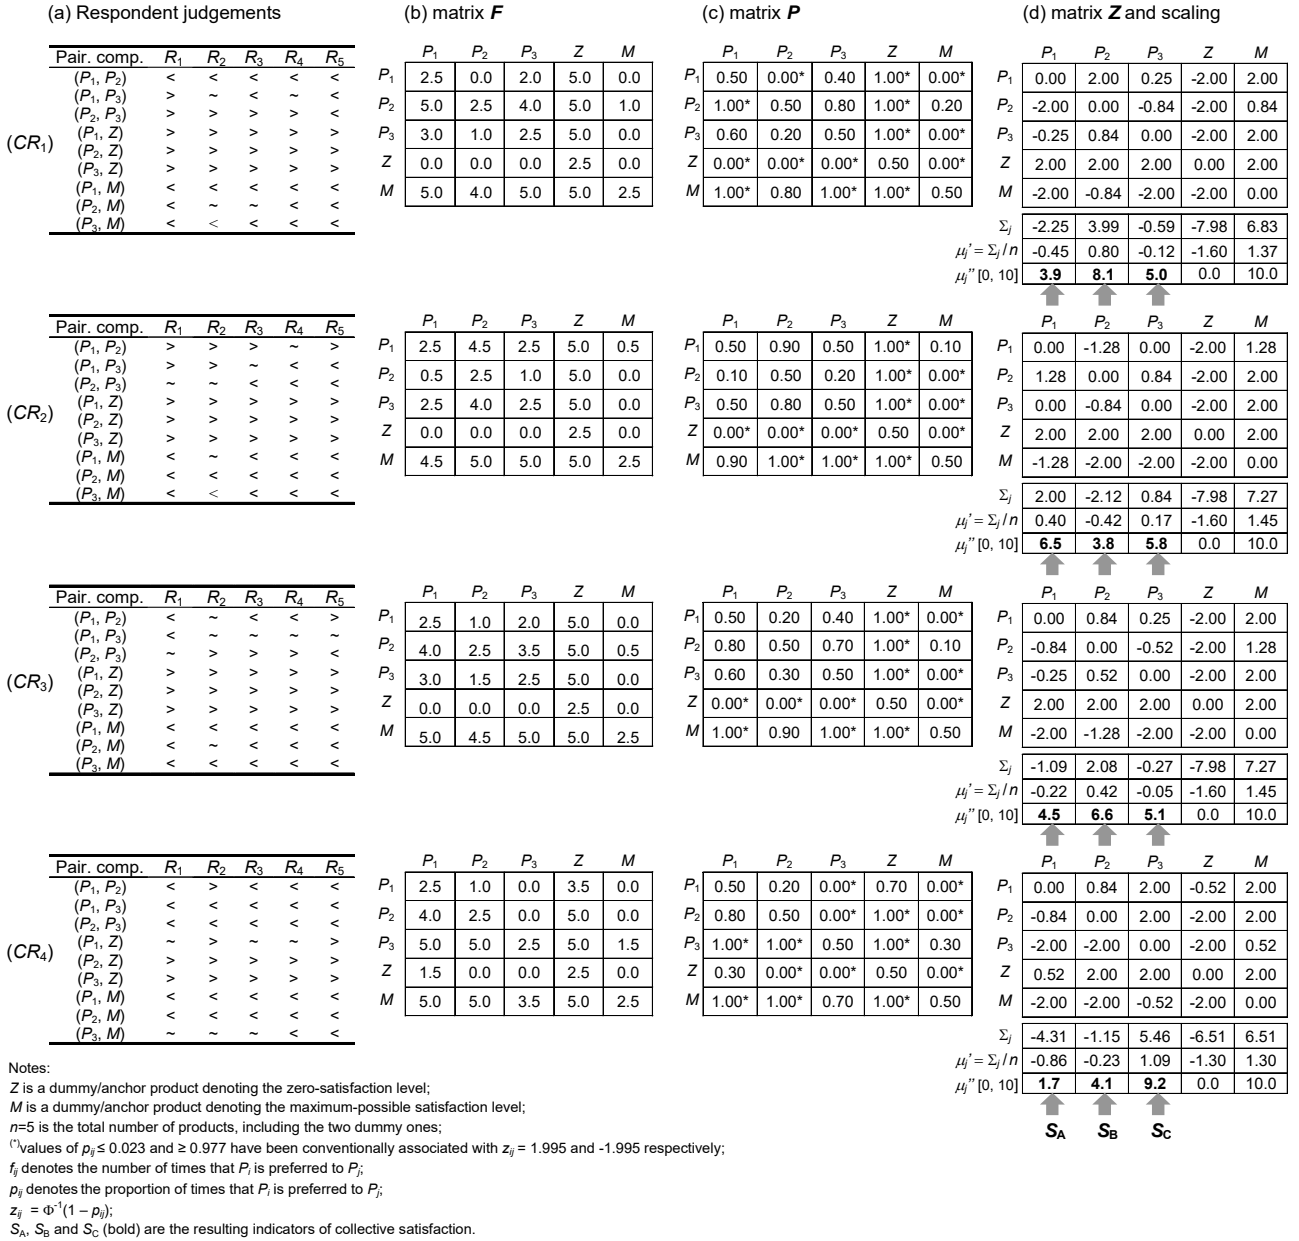 (a) Respondent judgements (b) matrix F (c) matrix P (d) matrix Z and scaling
(CR1)
Pair. comp. R1 R2 R3 R4 R5
(P1, P2) < < < < <
(P1, P3) > ~ < ~ <
(P2, P3) > > > > <
(P1, Z) > > > > >
(P2, Z) > > > > >
(P3, Z) > > > > >
(P1, M) < < < < <
(P2, M) < ~ ~ < <
(P3, M) < < < < <
P1 P2 P3 Z M
P1 2.5 0.0 2.0 5.0 0.0
P2 5.0 2.5 4.0 5.0 1.0
P3 3.0 1.0 2.5 5.0 0.0
Z 0.0 0.0 0.0 2.5 0.0
M 5.0 4.0 5.0 5.0 2.5
P1 P2 P3 Z M
P1 0.50 0.00* 0.40 1.00* 0.00*
P2 1.00* 0.50 0.80 1.00* 0.20
P3 0.60 0.20 0.50 1.00* 0.00*
Z 0.00* 0.00* 0.00* 0.50 0.00*
M 1.00* 0.80 1.00* 1.00* 0.50
P1 P2 P3 Z M
P1 0.00 2.00 0.25 -2.00 2.00
P2 -2.00 0.00 -0.84 -2.00 0.84
P3 -0.25 0.84 0.00 -2.00 2.00
Z 2.00 2.00 2.00 0.00 2.00
M -2.00 -0.84 -2.00 -2.00 0.00
Σj -2.25 3.99 -0.59 -7.98 6.83
μj' = Σj / n -0.45 0.80 -0.12 -1.60 1.37
μj'' [0, 10] 3.9 8.1 5.0 0.0 10.0
(CR2)
Pair. comp. R1 R2 R3 R4 R5
(P1, P2) > > > ~ >
(P1, P3) > > ~ < <
(P2, P3) ~ ~ < < <
(P1, Z) > > > > >
(P2, Z) > > > > >
(P3, Z) > > > > >
(P1, M) < ~ < < <
(P2, M) < < < < <
(P3, M) < < < < <
P1 P2 P3 Z M
P1 2.5 4.5 2.5 5.0 0.5
P2 0.5 2.5 1.0 5.0 0.0
P3 2.5 4.0 2.5 5.0 0.0
Z 0.0 0.0 0.0 2.5 0.0
M 4.5 5.0 5.0 5.0 2.5
P1 P2 P3 Z M
P1 0.50 0.90 0.50 1.00* 0.10
P2 0.10 0.50 0.20 1.00* 0.00*
P3 0.50 0.80 0.50 1.00* 0.00*
Z 0.00* 0.00* 0.00* 0.50 0.00*
M 0.90 1.00* 1.00* 1.00* 0.50
P1 P2 P3 Z M
P1 0.00 -1.28 0.00 -2.00 1.28
P2 1.28 0.00 0.84 -2.00 2.00
P3 0.00 -0.84 0.00 -2.00 2.00
Z 2.00 2.00 2.00 0.00 2.00
M -1.28 -2.00 -2.00 -2.00 0.00
Σj 2.00 -2.12 0.84 -7.98 7.27
μj' = Σj / n 0.40 -0.42 0.17 -1.60 1.45
μj'' [0, 10] 6.5 3.8 5.8 0.0 10.0
(CR3)
Pair. comp. R1 R2 R3 R4 R5
(P1, P2) < ~ < < >
(P1, P3) < ~ ~ ~ ~
(P2, P3) ~ > > > <
(P1, Z) > > > > >
(P2, Z) > > > > >
(P3, Z) > > > > >
(P1, M) < < < < <
(P2, M) < ~ < < <
(P3, M) < < < < <
P1 P2 P3 Z M
P1 2.5 1.0 2.0 5.0 0.0
P2 4.0 2.5 3.5 5.0 0.5
P3 3.0 1.5 2.5 5.0 0.0
Z 0.0 0.0 0.0 2.5 0.0
M 5.0 4.5 5.0 5.0 2.5
P1 P2 P3 Z M
P1 0.50 0.20 0.40 1.00* 0.00*
P2 0.80 0.50 0.70 1.00* 0.10
P3 0.60 0.30 0.50 1.00* 0.00*
Z 0.00* 0.00* 0.00* 0.50 0.00*
M 1.00* 0.90 1.00* 1.00* 0.50
P1 P2 P3 Z M
P1 0.00 0.84 0.25 -2.00 2.00
P2 -0.84 0.00 -0.52 -2.00 1.28
P3 -0.25 0.52 0.00 -2.00 2.00
Z 2.00 2.00 2.00 0.00 2.00
M -2.00 -1.28 -2.00 -2.00 0.00
Σj -1.09 2.08 -0.27 -7.98 7.27
μj' = Σj / n -0.22 0.42 -0.05 -1.60 1.45
μj'' [0, 10] 4.5 6.6 5.1 0.0 10.0
(CR4)
Pair. comp. R1 R2 R3 R4 R5
(P1, P2) < > < < <
(P1, P3) < < < < <
(P2, P3) < < < < <
(P1, Z) ~ > ~ ~ >
(P2, Z) > > > > >
(P3, Z) > > > > >
(P1, M) < < < < <
(P2, M) < < < < <
(P3, M) ~ ~ ~ < <
P1 P2 P3 Z M
P1 2.5 1.0 0.0 3.5 0.0
P2 4.0 2.5 0.0 5.0 0.0
P3 5.0 5.0 2.5 5.0 1.5
Z 1.5 0.0 0.0 2.5 0.0
M 5.0 5.0 3.5 5.0 2.5
P1 P2 P3 Z M
P1 0.50 0.20 0.00* 0.70 0.00*
P2 0.80 0.50 0.00* 1.00* 0.00*
P3 1.00* 1.00* 0.50 1.00* 0.30
Z 0.30 0.00* 0.00* 0.50 0.00*
M 1.00* 1.00* 0.70 1.00* 0.50
P1 P2 P3 Z M
P1 0.00 0.84 2.00 -0.52 2.00
P2 -0.84 0.00 2.00 -2.00 2.00
P3 -2.00 -2.00 0.00 -2.00 0.52
Z 0.52 2.00 2.00 0.00 2.00
M -2.00 -2.00 -0.52 -2.00 0.00
Σj -4.31 -1.15 5.46 -6.51 6.51
μj' = Σj / n -0.86 -0.23 1.09 -1.30 1.30
μj'' [0, 10] 1.7 4.1 9.2 0.0 10.0
SA SB SC
Notes:
Z is a dummy/anchor product denoting the zero-satisfaction level;
M is a dummy/anchor product denoting the maximum-possible satisfaction level;
n=5 is the total number of products, including the two dummy ones;
(*)values of pij ≤ 0.023 and ≥ 0.977 have been conventionally associated with zij = 1.995 and -1.995 respectively;
fij denotes the number of times that Pi is preferred to Pj;
pij denotes the proportion of times that Pi is preferred to Pj;
zij = Φ-1(1 – pij);
SA, SB and SC (bold) are the resulting indicators of collective satisfaction.